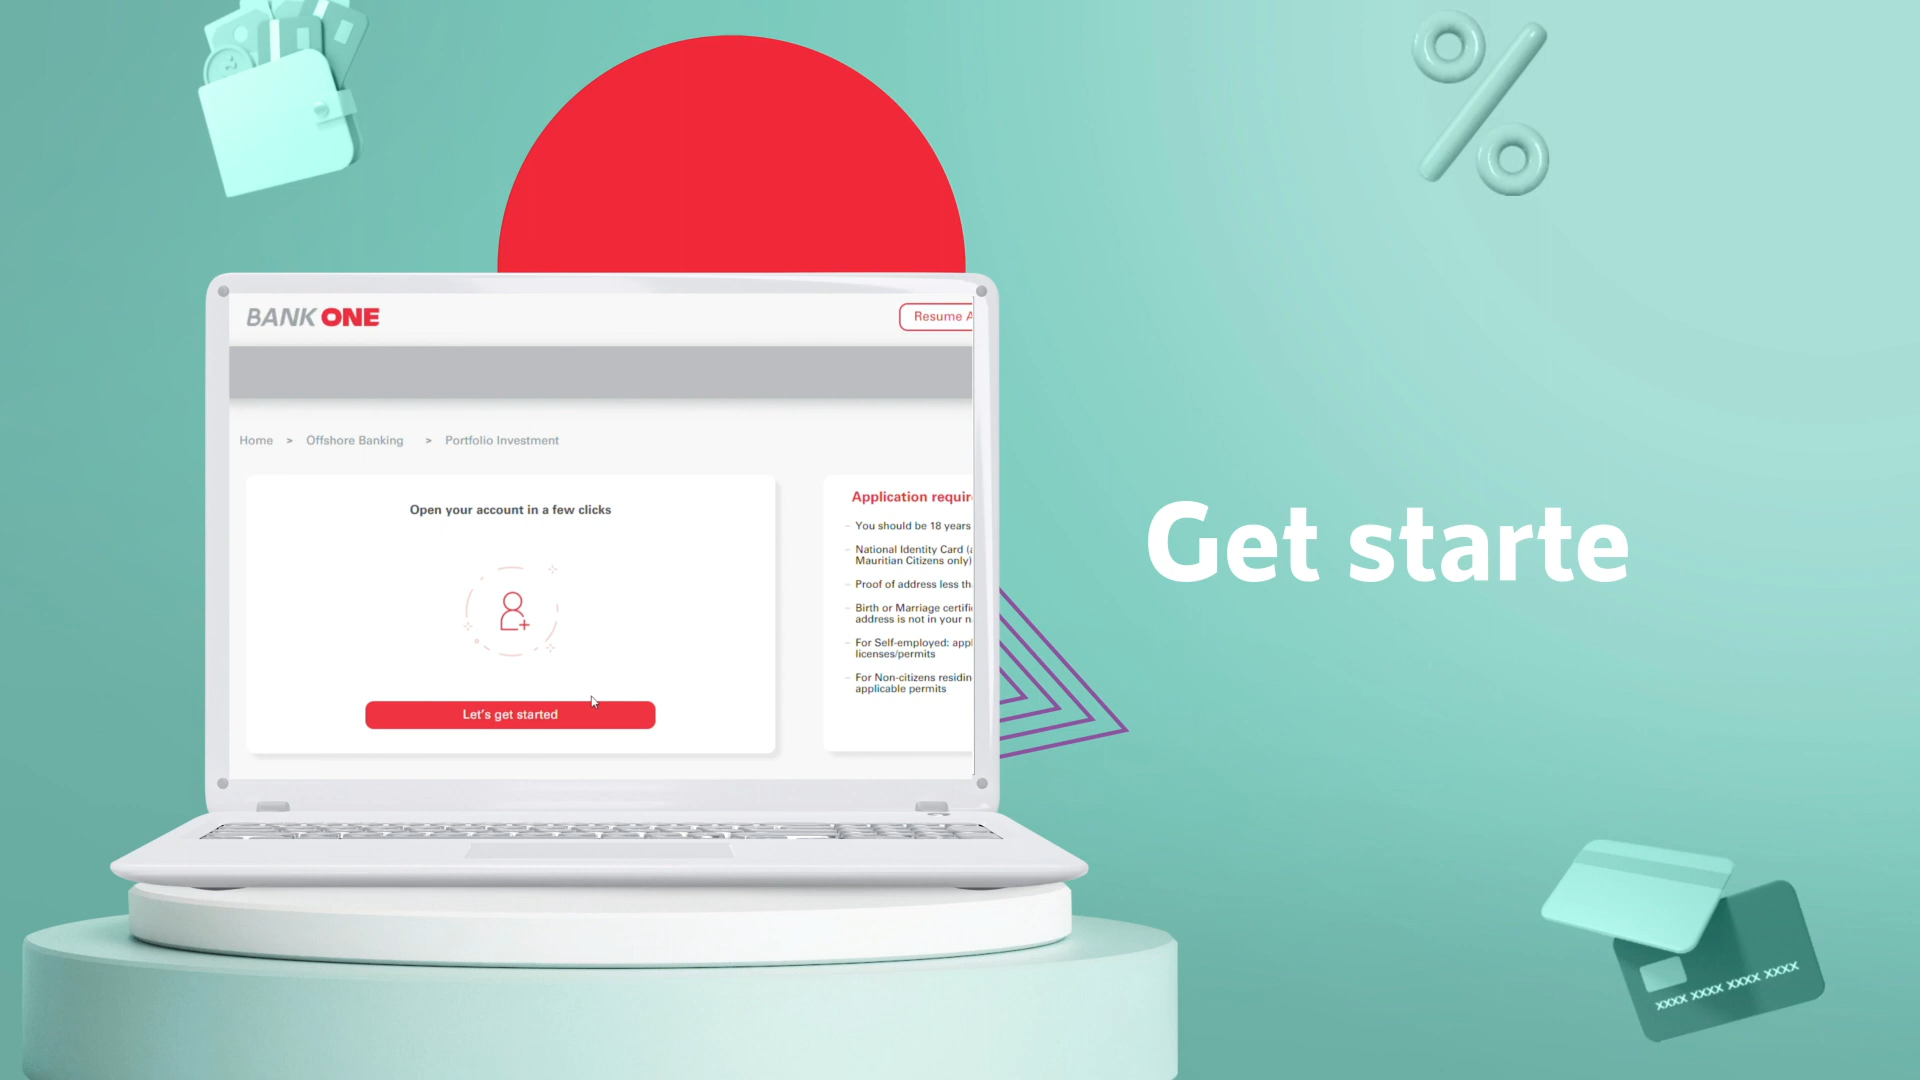 BANK ONE
Resume A
Home > Offshore Banking > Portfolio Investment
Open your account in a few clicks
Let's get started
Application requir
You should be 18 years
National Identity Card (a
Mauritian Citizens only)
Proof of address less th
Birth or Marriage certifi
address is not in your n
For Self-employed: appl
licenses/permits
For Non-citizens residin
applicable permits
Get starte
XXXX XXXX XXXX XXXX